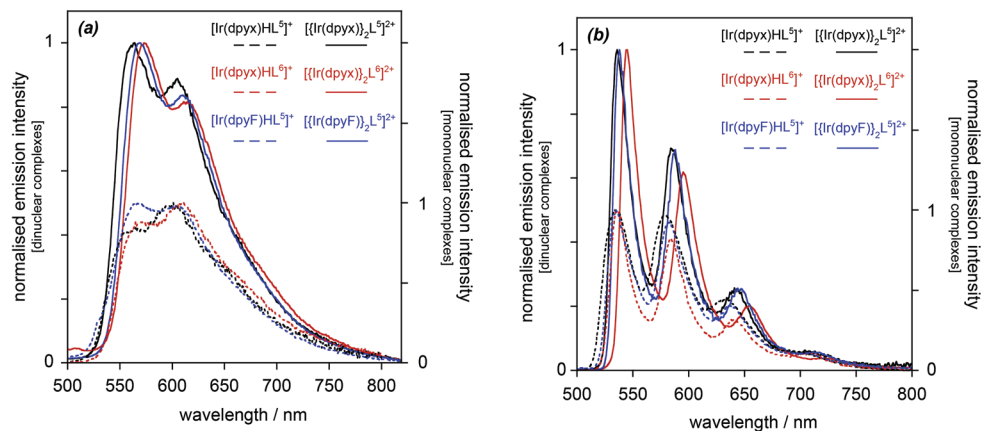 (a)
[Ir(dpyx)HL⁵]⁺ [{Ir(dpyx)}₂L⁵]²⁺
[Ir(dpyx)HL⁶]⁺ [{Ir(dpyx)}₂L⁶]²⁺
[Ir(dpyF)HL⁵]⁺ [{Ir(dpyF)}₂L⁵]²⁺
normalised emission intensity
[dinuclear complexes]
1
0
normalised emission intensity
[mononuclear complexes]
1
0
500 550 600 650 700 750 800
wavelength / nm
(b)
[Ir(dpyx)HL⁵]⁺ [{Ir(dpyx)}₂L⁵]²⁺
[Ir(dpyx)HL⁶]⁺ [{Ir(dpyx)}₂L⁶]²⁺
[Ir(dpyF)HL⁵]⁺ [{Ir(dpyF)}₂L⁵]²⁺
normalised emission intensity
[dinuclear complexes]
1
0
normalised emission intensity
[mononuclear complexes]
1
0
500 550 600 650 700 800
wavelength / nm